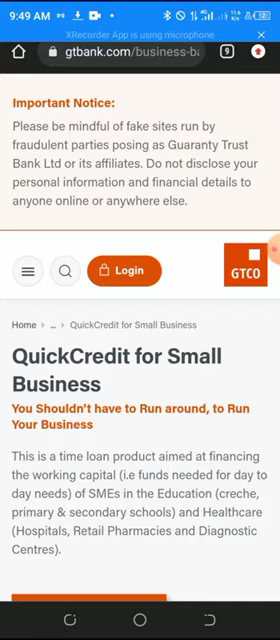 9:49 AM
4G
11.6
K/s
XRecorder App is using microphone
gtbank.com/business-ba
9
Important Notice:
Please be mindful of fake sites run by
fraudulent parties posing as Guaranty Trust
Bank Ltd or its affiliates. Do not disclose your
personal information and financial details to
anyone online or anywhere else.
Login
GTCO
Home > ... > QuickCredit for Small Business
QuickCredit for Small
Business
You Shouldn't have to Run around, to Run
Your Business
This is a time loan product aimed at financing
the working capital (i.e funds needed for day to
day needs) of SMEs in the Education (creche,
primary & secondary schools) and Healthcare
(Hospitals, Retail Pharmacies and Diagnostic
Centres).